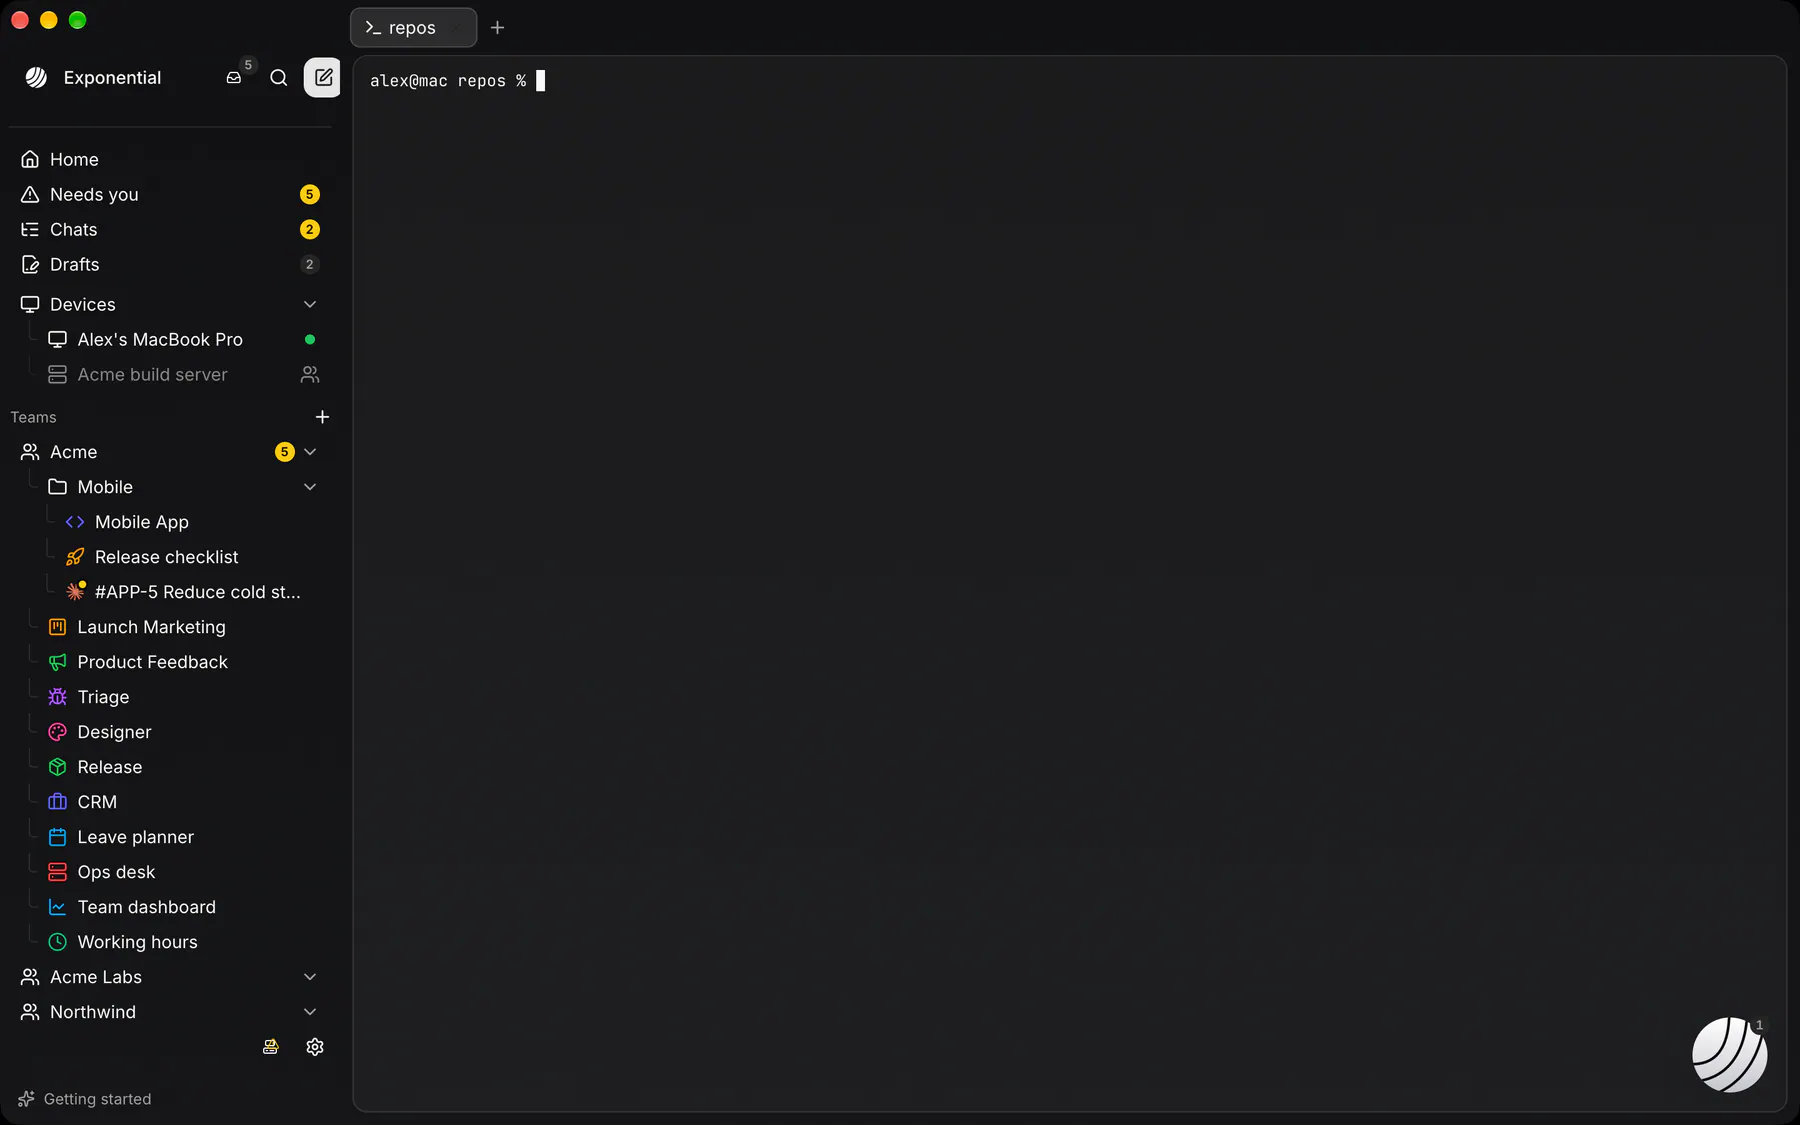 repos
Exponential
5
alex@mac repos %
Home
Needs you
5
Chats
2
Drafts
2
Devices
Alex's MacBook Pro
Acme build server
Teams
Acme
5
Mobile
Mobile App
Release checklist
#APP-5 Reduce cold st...
Launch Marketing
Product Feedback
Triage
Designer
Release
CRM
Leave planner
Ops desk
Team dashboard
Working hours
Acme Labs
Northwind
1
Getting started